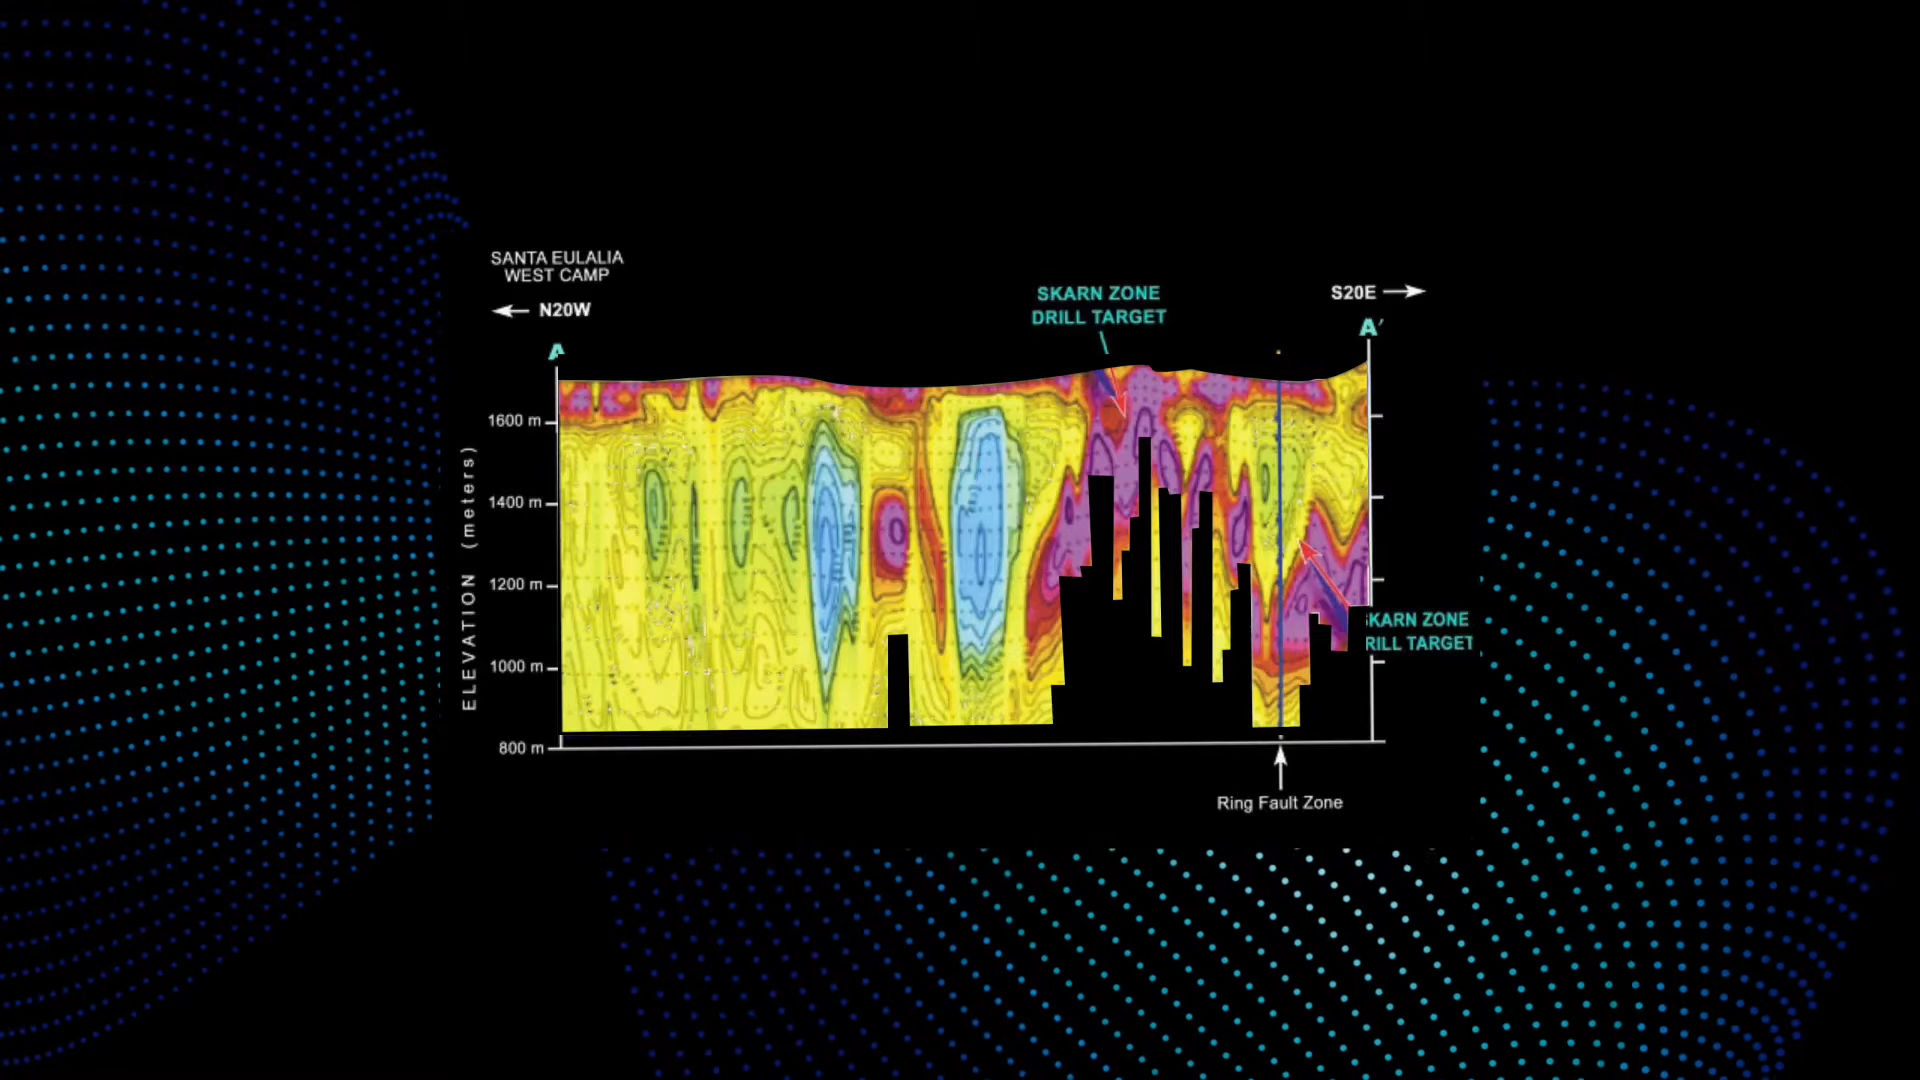 SANTA EULALIA
WEST CAMP
N20W
A
SKARN ZONE
DRILL TARGET
S20E
A'
1600 m
1400 m
1200 m
1000 m
800 m
ELEVATION (meters)
SKARN ZONE
RILL TARGET
Ring Fault Zone